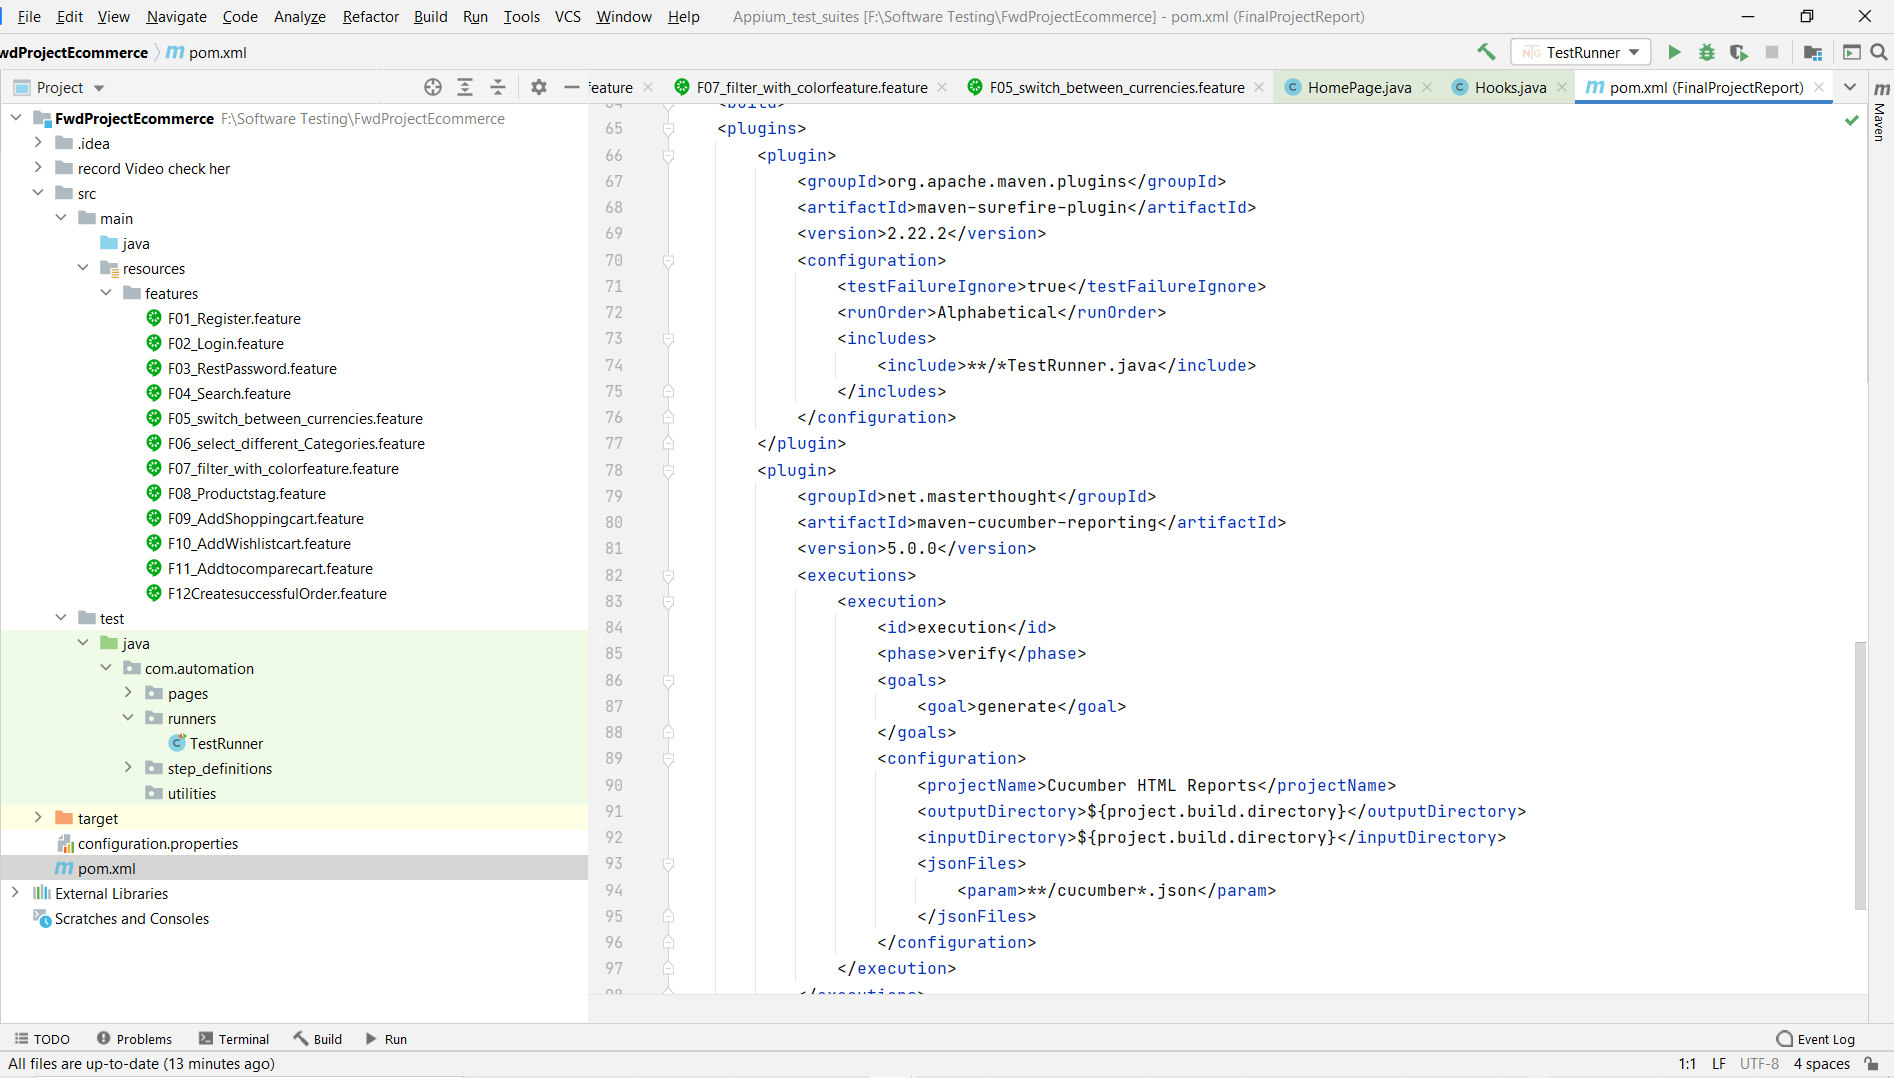 File Edit View Navigate Code Analyze Refactor Build Run Tools VCS Window Help Appium_test_suites [F:\Software Testing\FwdProjectEcommerce] - pom.xml (FinalProjectReport)
wdProjectEcommerce pom.xml
TestRunner
Project
feature F07_filter_with_colorfeature.feature F05_switch_between_currencies.feature HomePage.java Hooks.java pom.xml (FinalProjectReport)
Maven
FwdProjectEcommerce F:\Software Testing\FwdProjectEcommerce
.idea
record Video check her
src
main
java
resources
features
F01_Register.feature
F02_Login.feature
F03_RestPassword.feature
F04_Search.feature
F05_switch_between_currencies.feature
F06_select_different_Categories.feature
F07_filter_with_colorfeature.feature
F08_Productstag.feature
F09_AddShoppingcart.feature
F10_AddWishlistcart.feature
F11_Addtocomparecart.feature
F12CreatesuccessfulOrder.feature
test
java
com.automation
pages
runners
TestRunner
step_definitions
utilities
target
configuration.properties
pom.xml
External Libraries
Scratches and Consoles
64 <build>
65 <plugins>
66 <plugin>
67 <groupId>org.apache.maven.plugins</groupId>
68 <artifactId>maven-surefire-plugin</artifactId>
69 <version>2.22.2</version>
70 <configuration>
71 <testFailureIgnore>true</testFailureIgnore>
72 <runOrder>Alphabetical</runOrder>
73 <includes>
74 <include>**/*TestRunner.java</include>
75 </includes>
76 </configuration>
77 </plugin>
78 <plugin>
79 <groupId>net.masterthought</groupId>
80 <artifactId>maven-cucumber-reporting</artifactId>
81 <version>5.0.0</version>
82 <executions>
83 <execution>
84 <id>execution</id>
85 <phase>verify</phase>
86 <goals>
87 <goal>generate</goal>
88 </goals>
89 <configuration>
90 <projectName>Cucumber HTML Reports</projectName>
91 <outputDirectory>${project.build.directory}</outputDirectory>
92 <inputDirectory>${project.build.directory}</inputDirectory>
93 <jsonFiles>
94 <param>**/cucumber*.json</param>
95 </jsonFiles>
96 </configuration>
97 </execution>
98 </executions>
TODO Problems Terminal Build Run Event Log
All files are up-to-date (13 minutes ago) 1:1 LF UTF-8 4 spaces